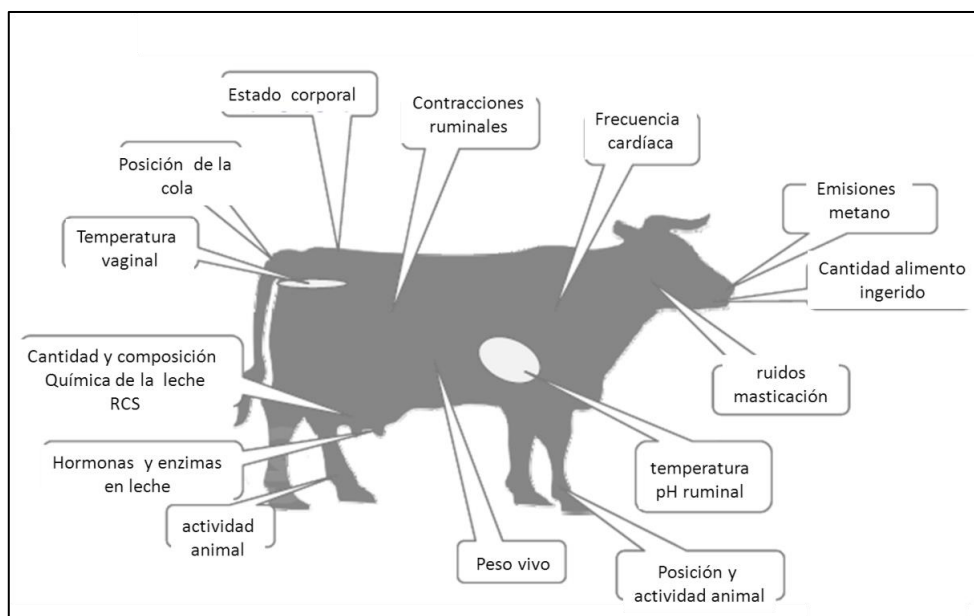 Estado corporal
Contracciones
ruminales
Frecuencia
cardíaca
Posición de la
cola
Emisiones
metano
Temperatura
vaginal
Cantidad alimento
ingerido
Cantidad y composición
Química de la leche
RCS
ruidos
masticación
Hormonas y enzimas
en leche
temperatura
pH ruminal
actividad
animal
Peso vivo
Posición y
actividad animal